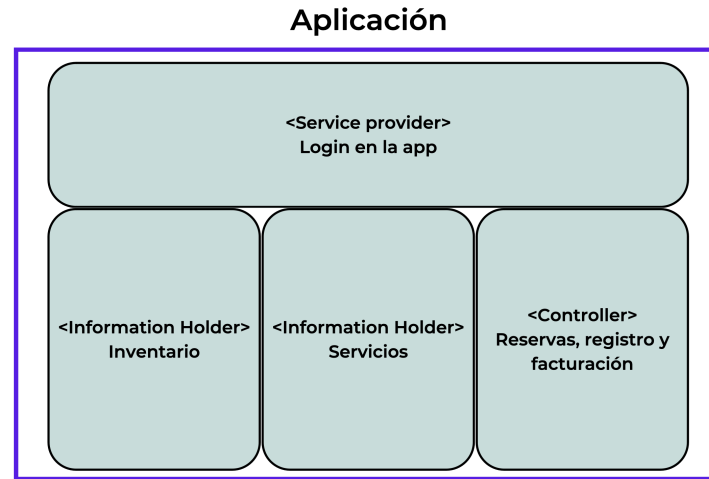 Aplicación
<Service provider>
Login en la app
<Information Holder>
Inventario
<Information Holder>
Servicios
<Controller>
Reservas, registro y
facturación